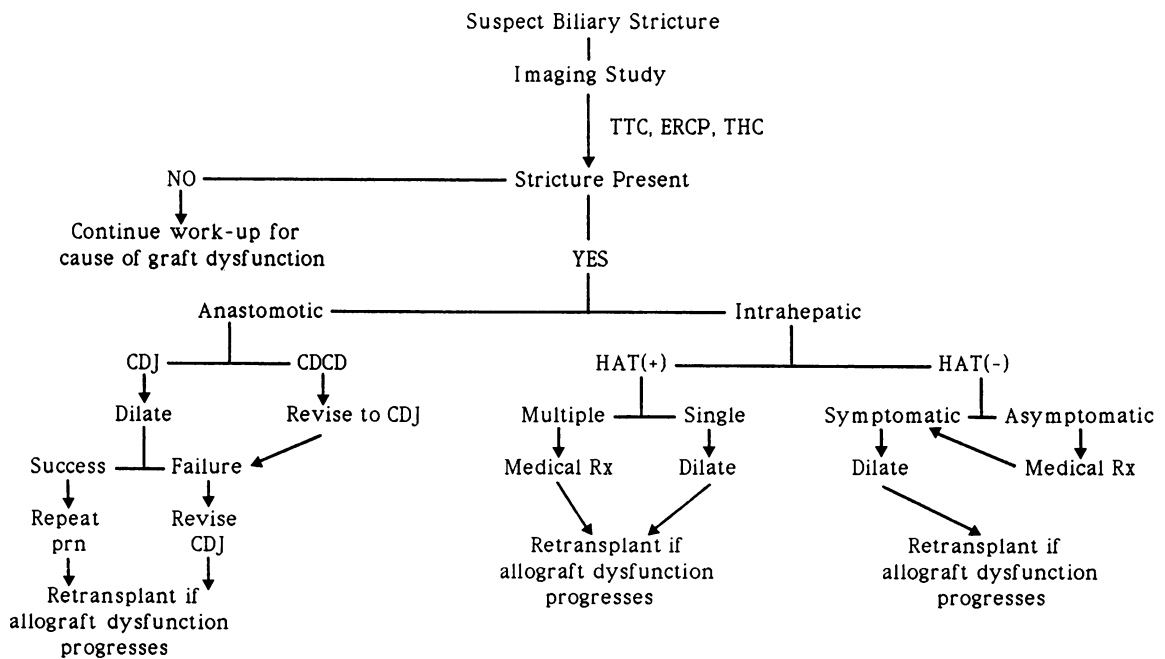 Suspect Biliary Stricture
Imaging Study
TTC, ERCP, THC
NO
Stricture Present
Continue work-up for
cause of graft dysfunction
YES
Anastomotic
Intrahepatic
CDJ
CDCD
HAT(+)
HAT(-)
Dilate
Revise to CDJ
Multiple
Single
Symptomatic
Asymptomatic
Success
Failure
Medical Rx
Dilate
Dilate
Medical Rx
Repeat
prn
Revise
CDJ
Retransplant if
allograft dysfunction
progresses
Retransplant if
allograft dysfunction
progresses
Retransplant if
allograft dysfunction
progresses